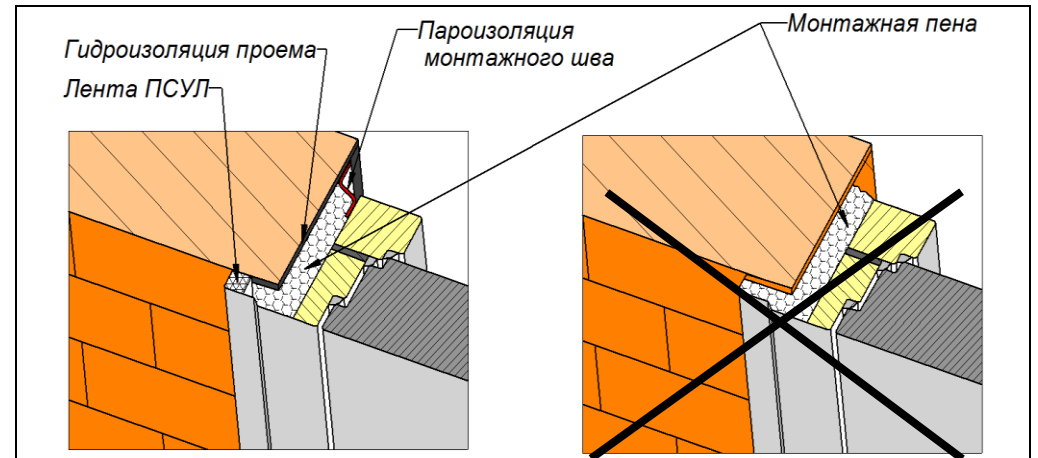 Гидроизоляция проема
Лента ПСУЛ
Пароизоляция
монтажного шва
Монтажная пена